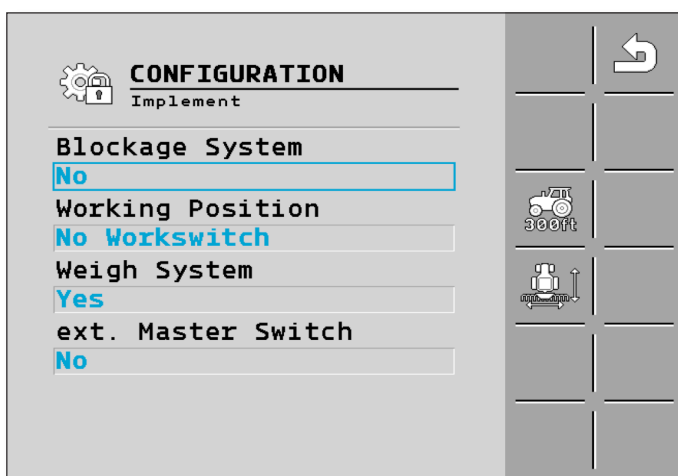 CONFIGURATION
Implement
Blockage System
No
Working Position
No Workswitch
Weigh System
Yes
ext. Master Switch
No
300ft